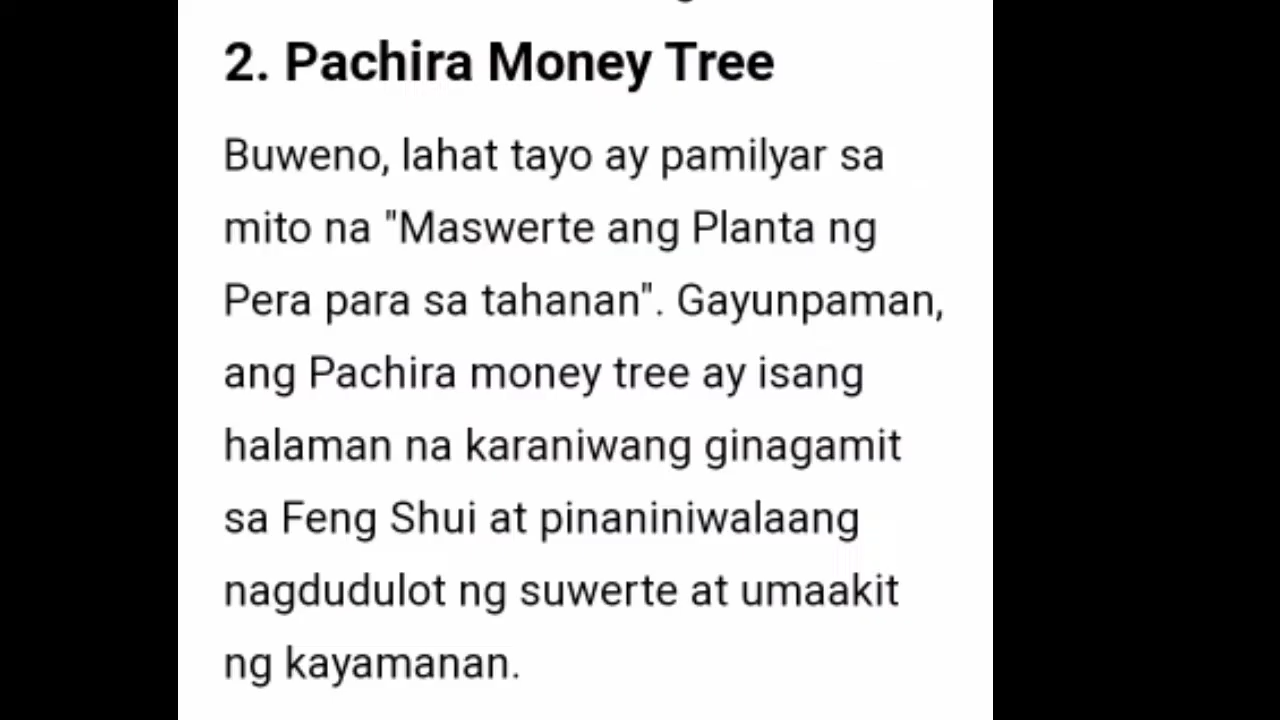 2. Pachira Money Tree
Buweno, lahat tayo ay pamilyar sa
mito na "Maswerte ang Planta ng
Pera para sa tahanan". Gayunpaman,
ang Pachira money tree ay isang
halaman na karaniwang ginagamit
sa Feng Shui at pinaniniwalaang
nagdudulot ng suwerte at umaakit
ng kayamanan.